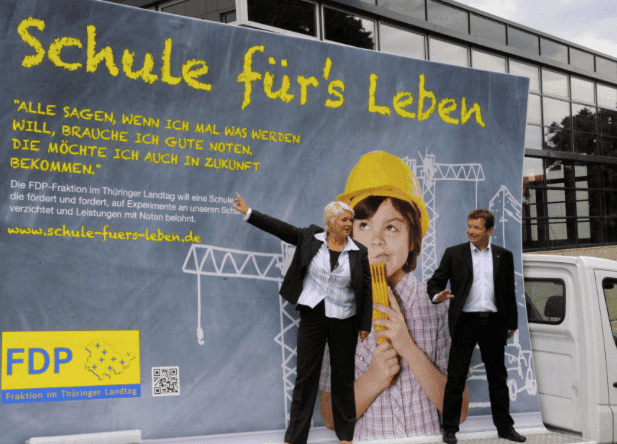 Schule für's Leben
"ALLE SAGEN, WENN ICH MAL WAS WERDEN
WILL, BRAUCHE ICH GUTE NOTEN.
DIE MÖCHTE ICH AUCH IN ZUKUNFT
BEKOMMEN."
Die FDP-Fraktion im Thüringer Landtag will eine Schule,
die fördert und fordert, auf Experimente an unseren
verzichtet und Leistungen mit Noten belohnt.
www.schule-fuers-leben.de
FDP
Fraktion im Thüringer Landtag